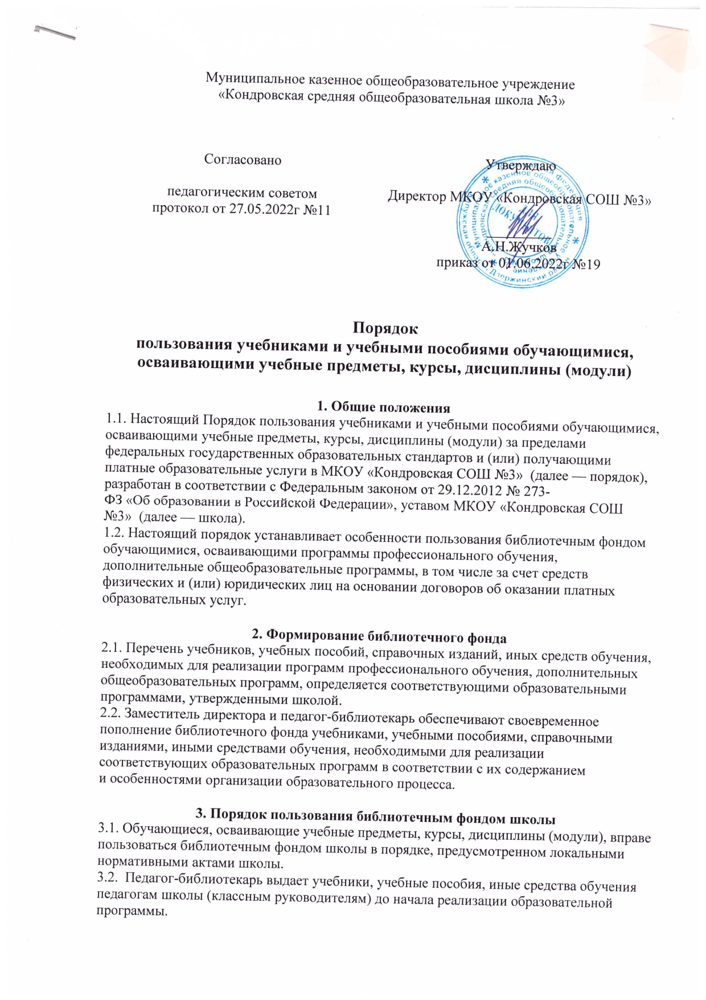 Муниципальное казенное общеобразовательное учреждение
«Кондровская средняя общеобразовательная школа №3»
Согласовано
педагогическим советом
протокол от 27.05.2022г №11
Утверждаю
Директор МКОУ «Кондровская СОШ №3»
А.Н.Жучков
приказ от 01.06.2022г №19
ДЛЯ
ДОКУМЕНТОВ
Порядок
пользования учебниками и учебными пособиями обучающимися,
осваивающими учебные предметы, курсы, дисциплины (модули)
1. Общие положения
1.1. Настоящий Порядок пользования учебниками и учебными пособиями обучающимися,
осваивающими учебные предметы, курсы, дисциплины (модули) за пределами
федеральных государственных образовательных стандартов и (или) получающими
платные образовательные услуги в МКОУ «Кондровская СОШ №3»  (далее — порядок),
разработан в соответствии с Федеральным законом от 29.12.2012 № 273-
ФЗ «Об образовании в Российской Федерации», уставом МКОУ «Кондровская СОШ
№3»  (далее — школа).
1.2. Настоящий порядок устанавливает особенности пользования библиотечным фондом
обучающимися, осваивающими программы профессионального обучения,
дополнительные общеобразовательные программы, в том числе за счет средств
физических и (или) юридических лиц на основании договоров об оказании платных
образовательных услуг.
2. Формирование библиотечного фонда
2.1. Перечень учебников, учебных пособий, справочных изданий, иных средств обучения,
необходимых для реализации программ профессионального обучения, дополнительных
общеобразовательных программ, определяется соответствующими образовательными
программами, утвержденными школой.
2.2. Заместитель директора и педагог-библиотекарь обеспечивают своевременное
пополнение библиотечного фонда учебниками, учебными пособиями, справочными
изданиями, иными средствами обучения, необходимыми для реализации
соответствующих образовательных программ в соответствии с их содержанием
и особенностями организации образовательного процесса.
3. Порядок пользования библиотечным фондом школы
3.1. Обучающиеся, осваивающие учебные предметы, курсы, дисциплины (модули), вправе
пользоваться библиотечным фондом школы в порядке, предусмотренном локальными
нормативными актами школы.
3.2.  Педагог-библиотекарь выдает учебники, учебные пособия, иные средства обучения
педагогам школы (классным руководителям) до начала реализации образовательной
программы.